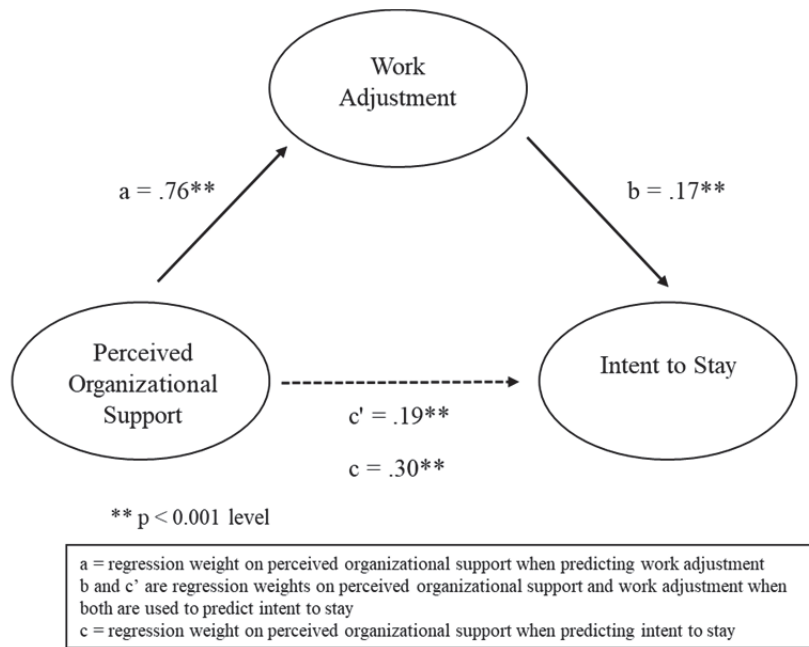 Work
Adjustment
a = .76**
b = .17**
Perceived
Organizational
Support
Intent to Stay
c' = .19**
c = .30**
** p < 0.001 level
a = regression weight on perceived organizational support when predicting work adjustment
b and c’ are regression weights on perceived organizational support and work adjustment when
both are used to predict intent to stay
c = regression weight on perceived organizational support when predicting intent to stay